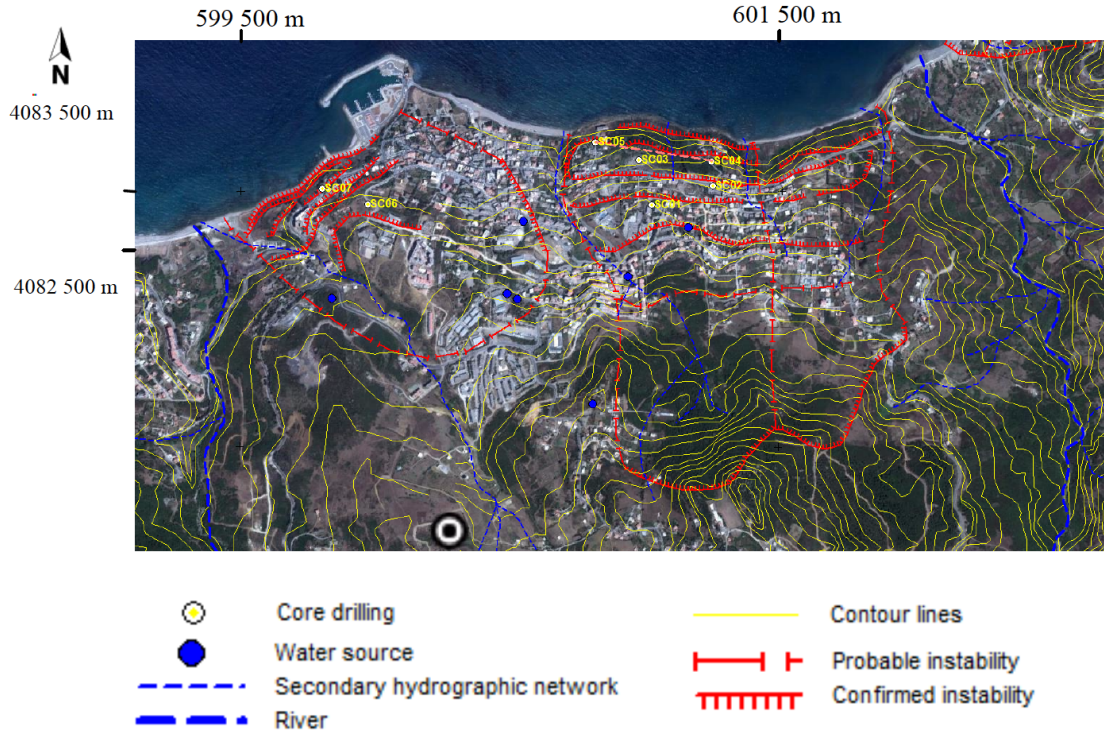 599 500 m
601 500 m
N
4083 500 m
SC05
SC03
SC04
SC07
SC02
SC06
SC01
4082 500 m
Core drilling
Contour lines
Water source
Probable instability
Secondary hydrographic network
Confirmed instability
River